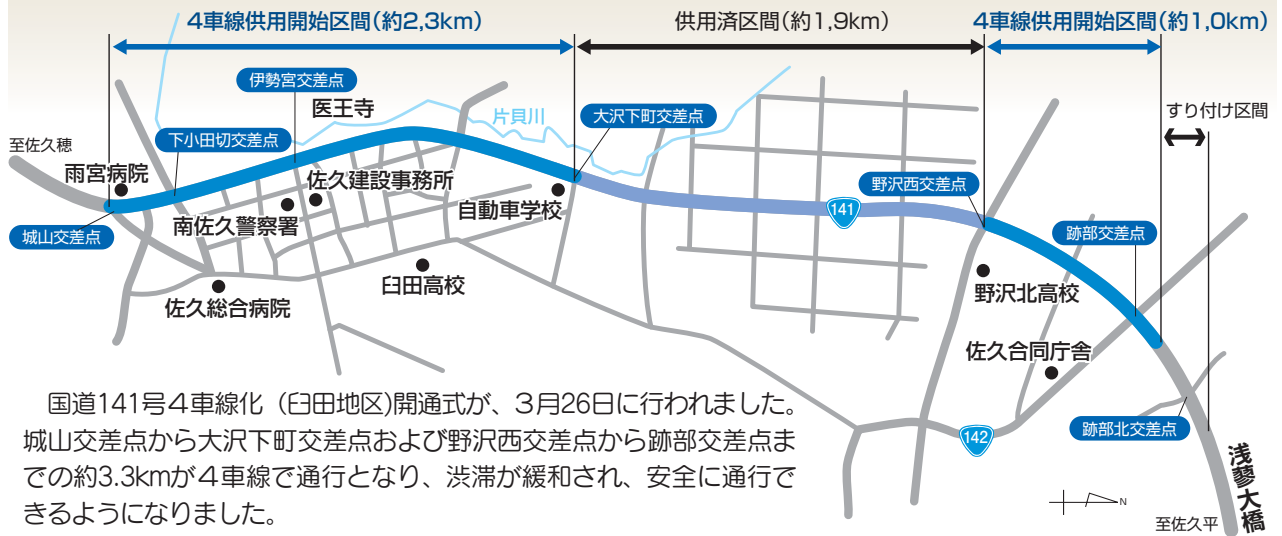 4車線供用開始区間(約2,3km)
供用済区間(約1,9km)
4車線供用開始区間(約1,0km)
伊勢宮交差点
医王寺
片貝川
大沢下町交差点
すり付け区間
至佐久穂
下小田切交差点
雨宮病院
佐久建設事務所
自動車学校
野沢西交差点
南佐久警察署
141
城山交差点
跡部交差点
臼田高校
野沢北高校
佐久総合病院
佐久合同庁舎
国道141号4車線化(臼田地区)開通式が、3月26日に行われました。
城山交差点から大沢下町交差点および野沢西交差点から跡部交差点ま
での約3.3kmが4車線で通行となり、渋滞が緩和され、安全に通行で
きるようになりました。
142
跡部北交差点
浅蓼大橋
N
至佐久平